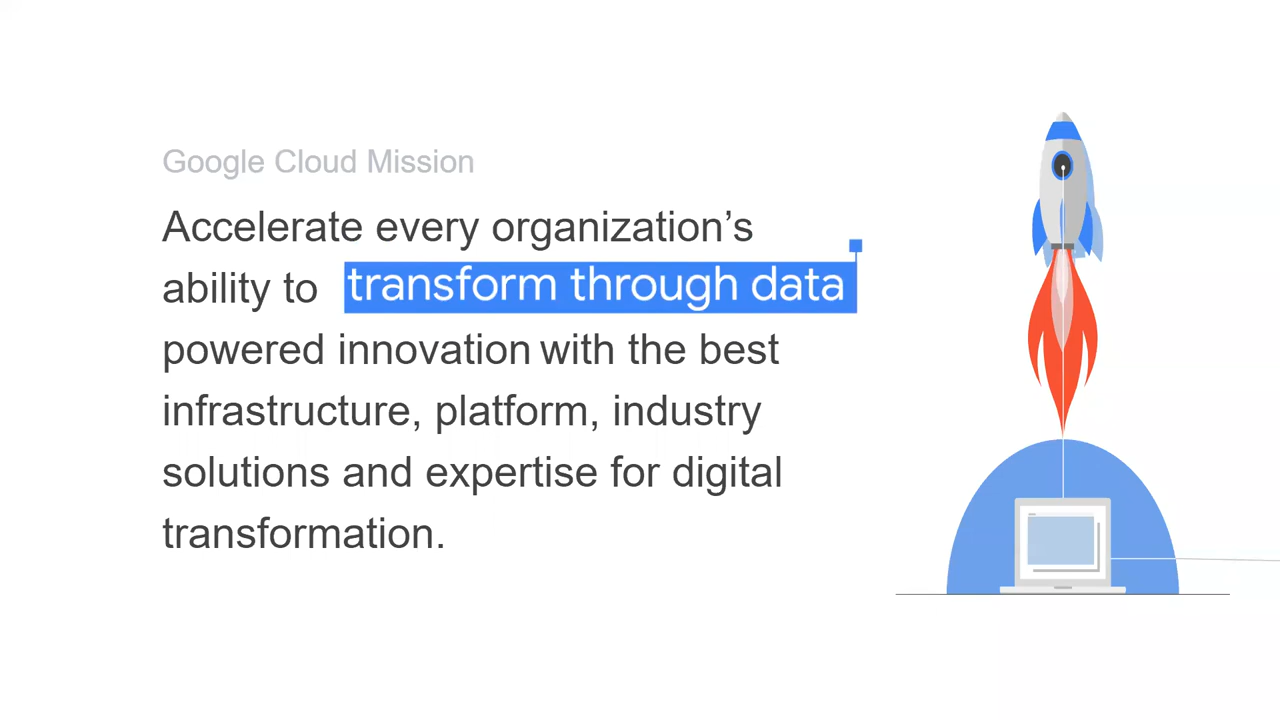 Google Cloud Mission
Accelerate every organization’s
ability to transform through data
powered innovation with the best
infrastructure, platform, industry
solutions and expertise for digital
transformation.